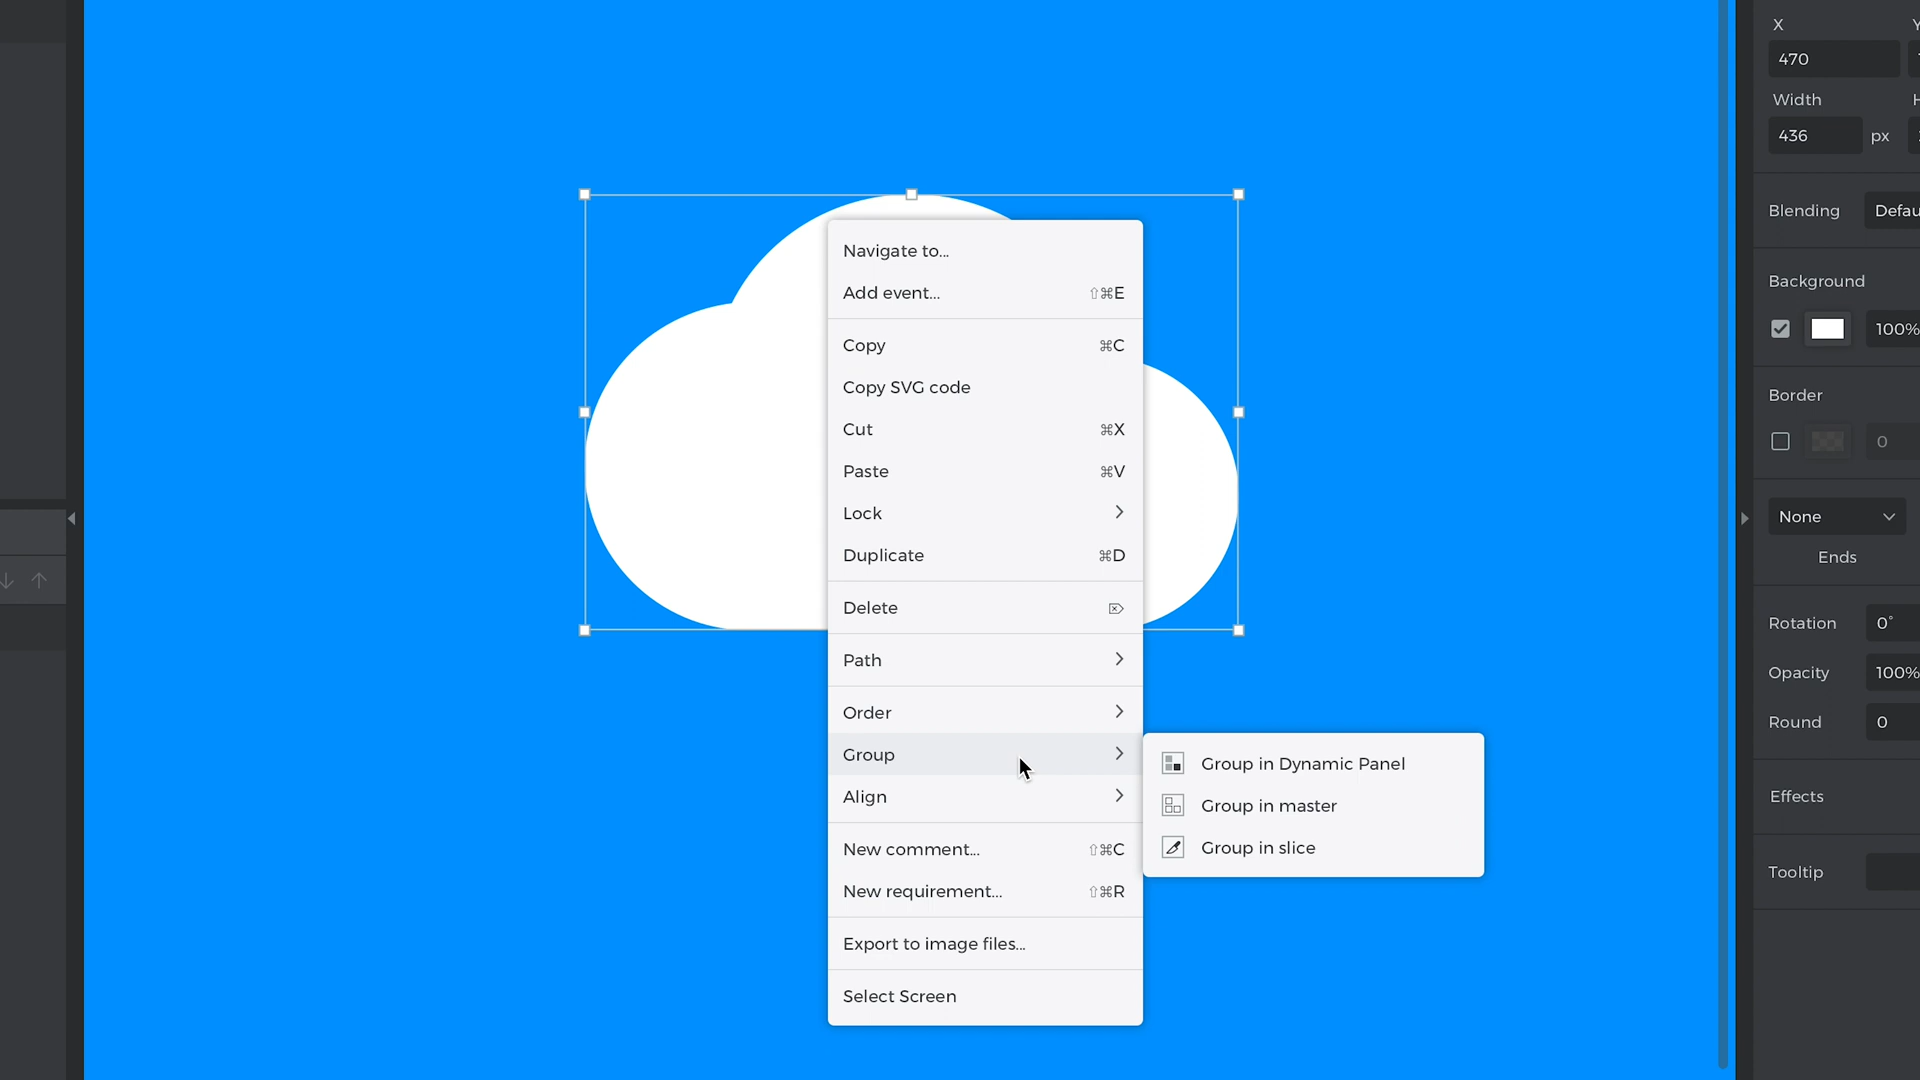 Navigate to...
Add event... ⇧⌘E
Copy ⌘C
Copy SVG code
Cut ⌘X
Paste ⌘V
Lock
Duplicate ⌘D
Delete ⌦
Path
Order
Group
Align
New comment... ⇧⌘C
New requirement... ⇧⌘R
Export to image files...
Select Screen
Group in Dynamic Panel
Group in master
Group in slice
X
470
Width
436 px
Blending
Background
100%
Border
0
None
Ends
Rotation 0°
Opacity 100%
Round 0
Effects
Tooltip